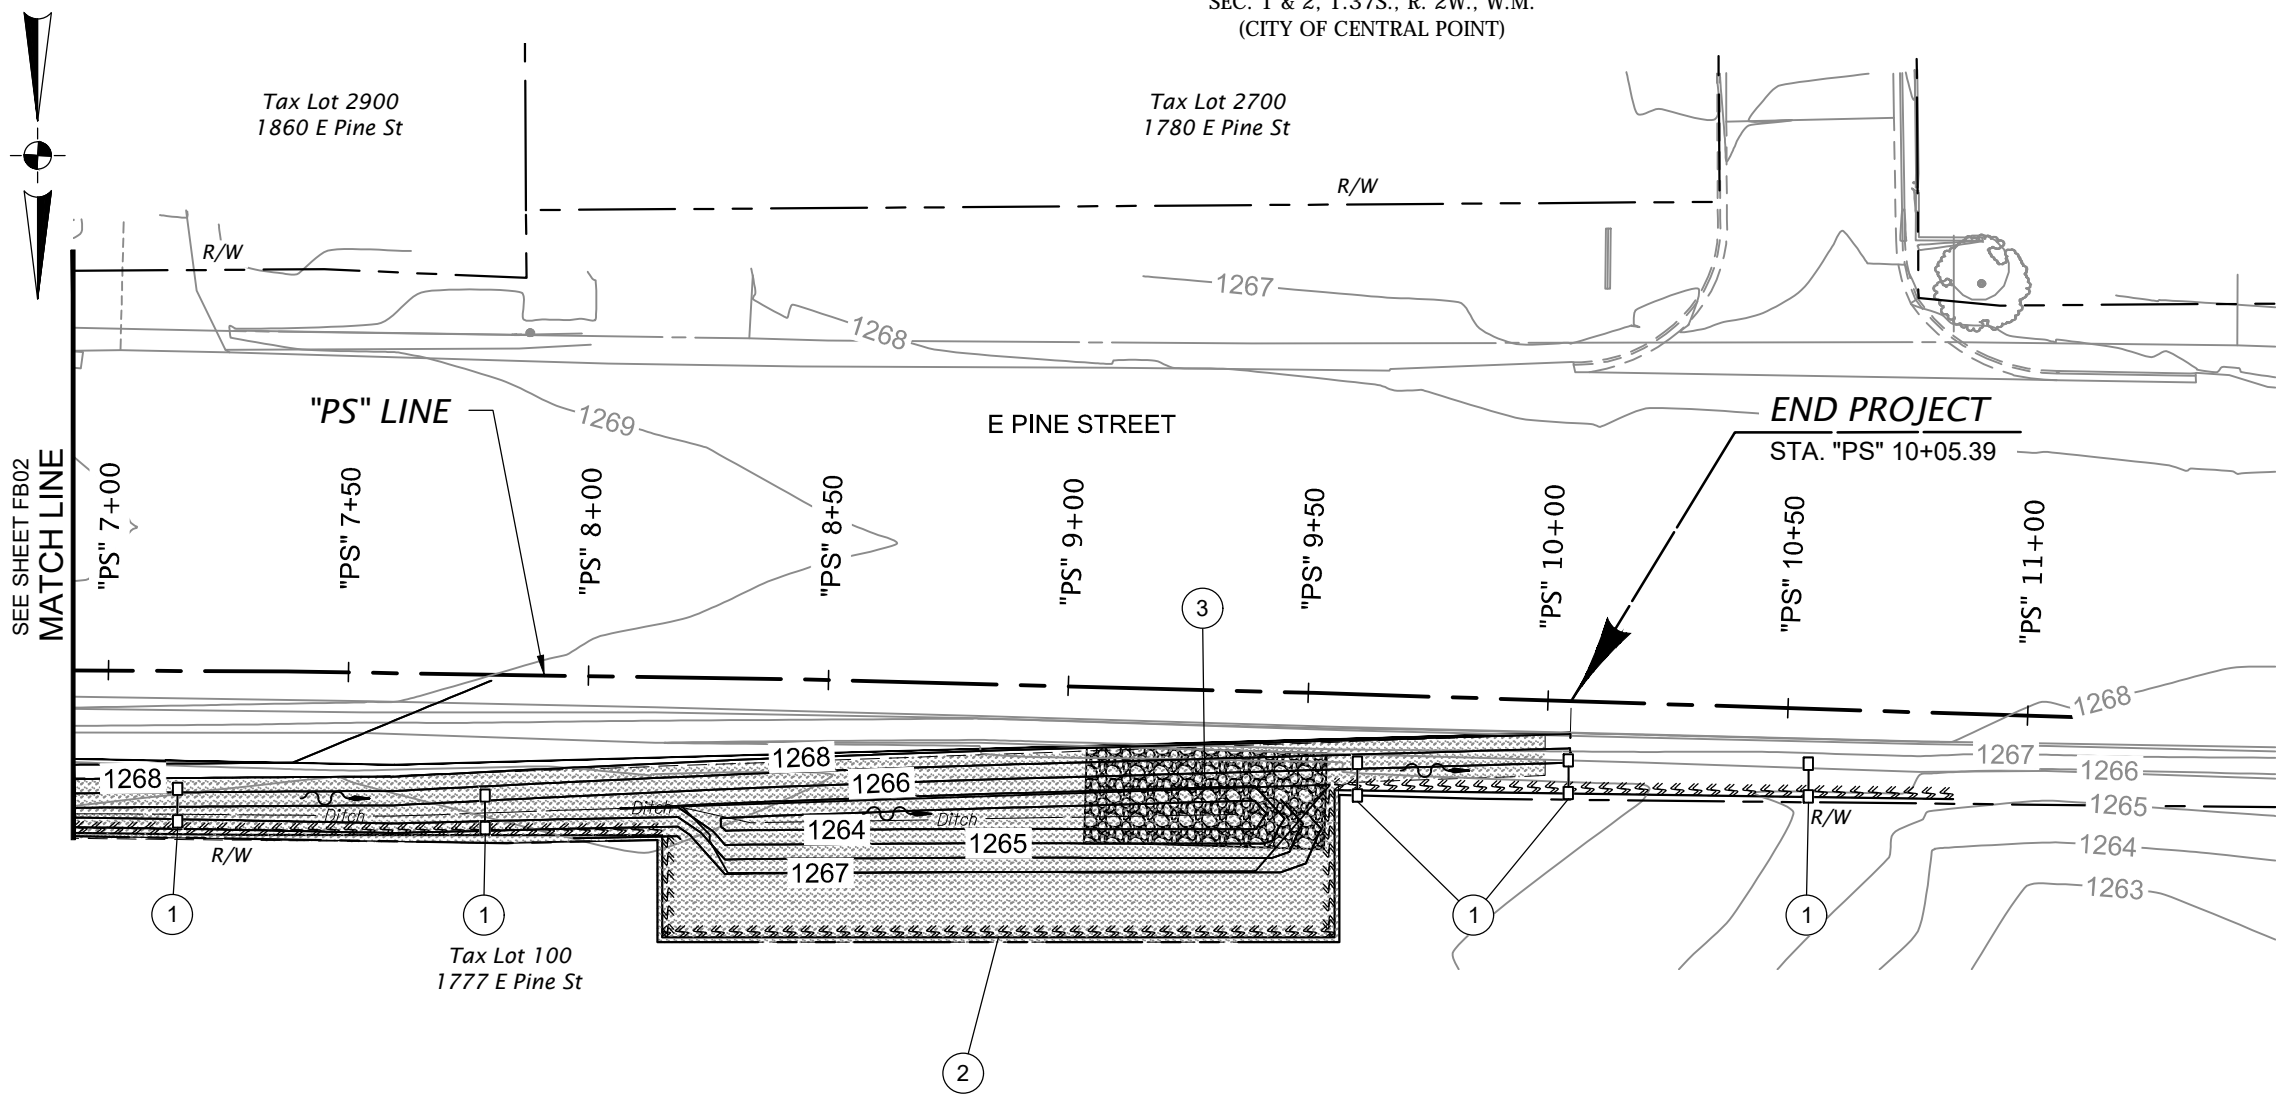 SEC. 1 & 2, T.37S., R. 2W., W.M.
(CITY OF CENTRAL POINT)
Tax Lot 2900
1860 E Pine St
Tax Lot 2700
1780 E Pine St
R/W
R/W
1267
1268
"PS" LINE
1269
E PINE STREET
END PROJECT
STA. "PS" 10+05.39
SEE SHEET FB02
MATCH LINE
"PS" 7+00
"PS" 7+50
"PS" 8+00
"PS" 8+50
"PS" 9+00
"PS" 9+50
"PS" 10+00
"PS" 10+50
"PS" 11+00
3
1268
1268
1268
1267
1266
1266
1265
1264
1263
Ditch
Ditch
Ditch
1264
1265
1267
R/W
R/W
1
1
1
1
Tax Lot 100
1777 E Pine St
2